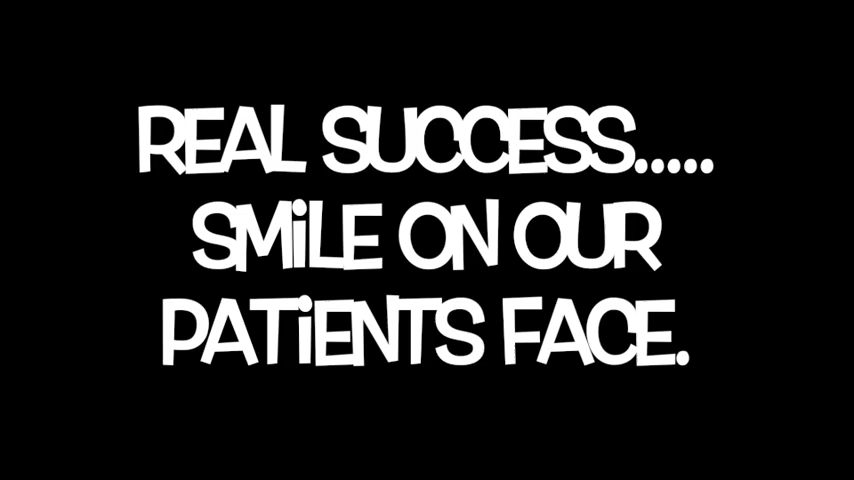 REAL SUCCESS.....
SMiLE ON OUR
PATiENTS FACE.